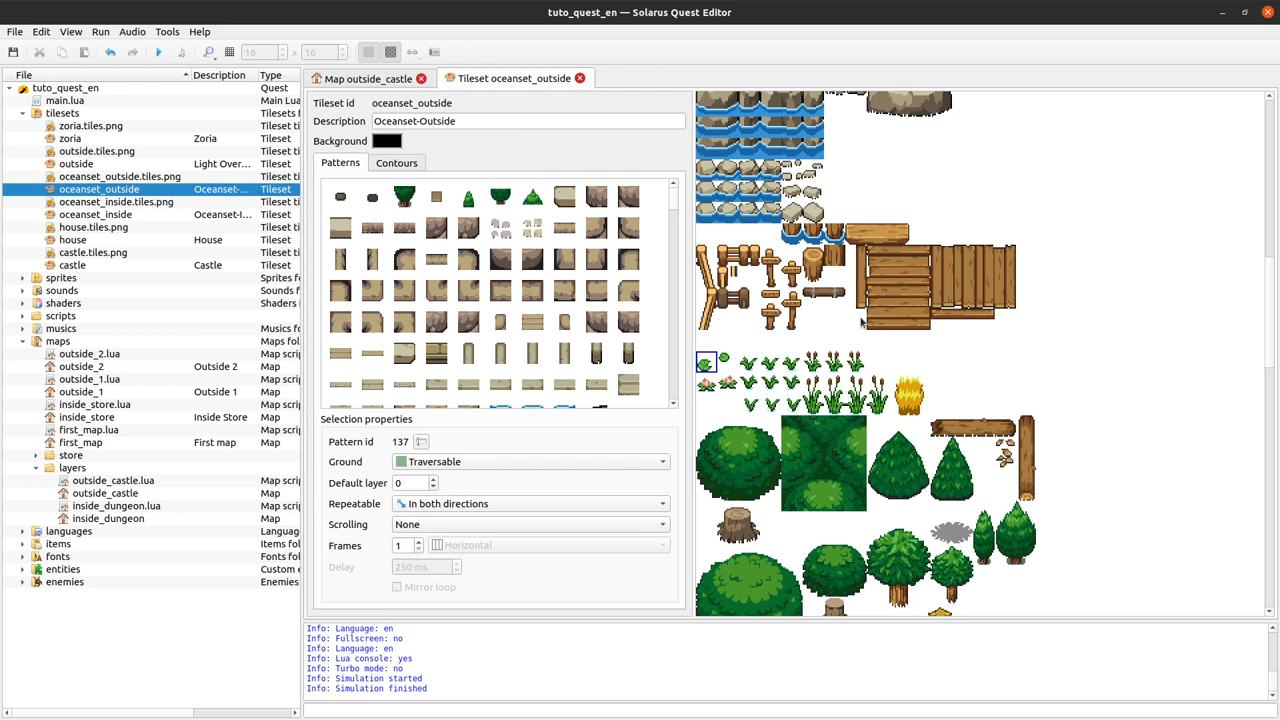 tuto_quest_en — Solarus Quest Editor
File Edit View Run Audio Tools Help
16 x 16
File Description Type
tuto_quest_en Quest
main.lua Main Lua
tilesets Tilesets f
zoria.tiles.png Tileset ti
zoria Zoria Tileset
outside.tiles.png Tileset ti
outside Light Over... Tileset
oceanset_outside.tiles.png Tileset ti
oceanset_outside Oceanset-... Tileset
oceanset_inside.tiles.png Tileset ti
oceanset_inside Oceanset-I... Tileset
house.tiles.png Tileset ti
house House Tileset
castle.tiles.png Tileset ti
castle Castle Tileset
sprites Sprites fo
sounds Sounds f
shaders Shaders f
scripts Scripts
musics Musics fo
maps Maps fol
outside_2.lua Map scri
outside_2 Outside 2 Map
outside_1.lua Map scri
outside_1 Outside 1 Map
inside_store.lua Map scri
inside_store Inside Store Map
first_map.lua Map scri
first_map First map Map
store Map
layers Map
outside_castle.lua Map scri
outside_castle Map
inside_dungeon.lua Map scri
inside_dungeon Map
languages Languag
items Items fol
fonts Fonts fol
entities Custom e
enemies Enemies
Map outside_castle
Tileset oceanset_outside
Tileset id oceanset_outside
Description Oceanset-Outside
Background
Patterns Contours
Selection properties
Pattern id 137
Ground Traversable
Default layer 0
Repeatable In both directions
Scrolling None
Frames 1 Horizontal
Delay 250 ms
Mirror loop
Info: Language: en
Info: Fullscreen: no
Info: Language: en
Info: Lua console: yes
Info: Turbo mode: no
Info: Simulation started
Info: Simulation finished